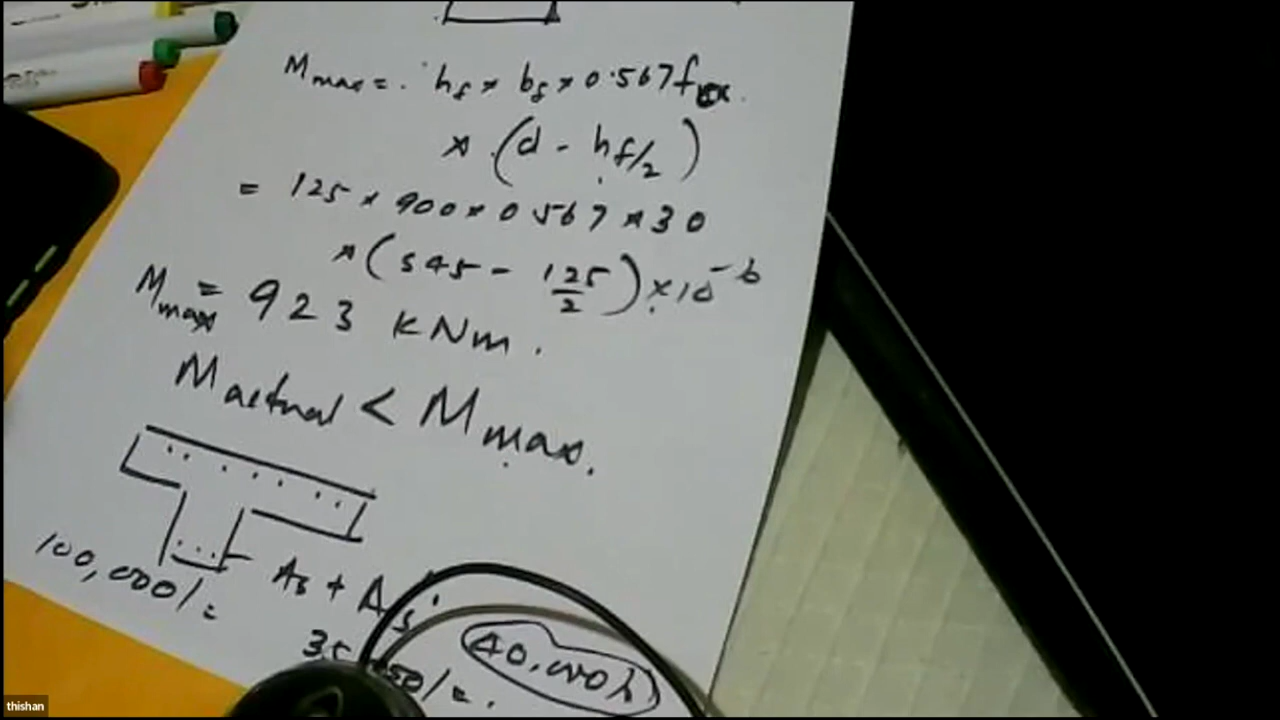 Mmax = . hf × bf × 0.567 fck.
× (d - hf/2)
= 125 × 900 × 0.567 × 30
× (545 - 125/2) × 10⁻⁶
Mmax = 923 KNm.
Mactual < Mmax.
As + As'
100,000/=
40,000/=
thishan